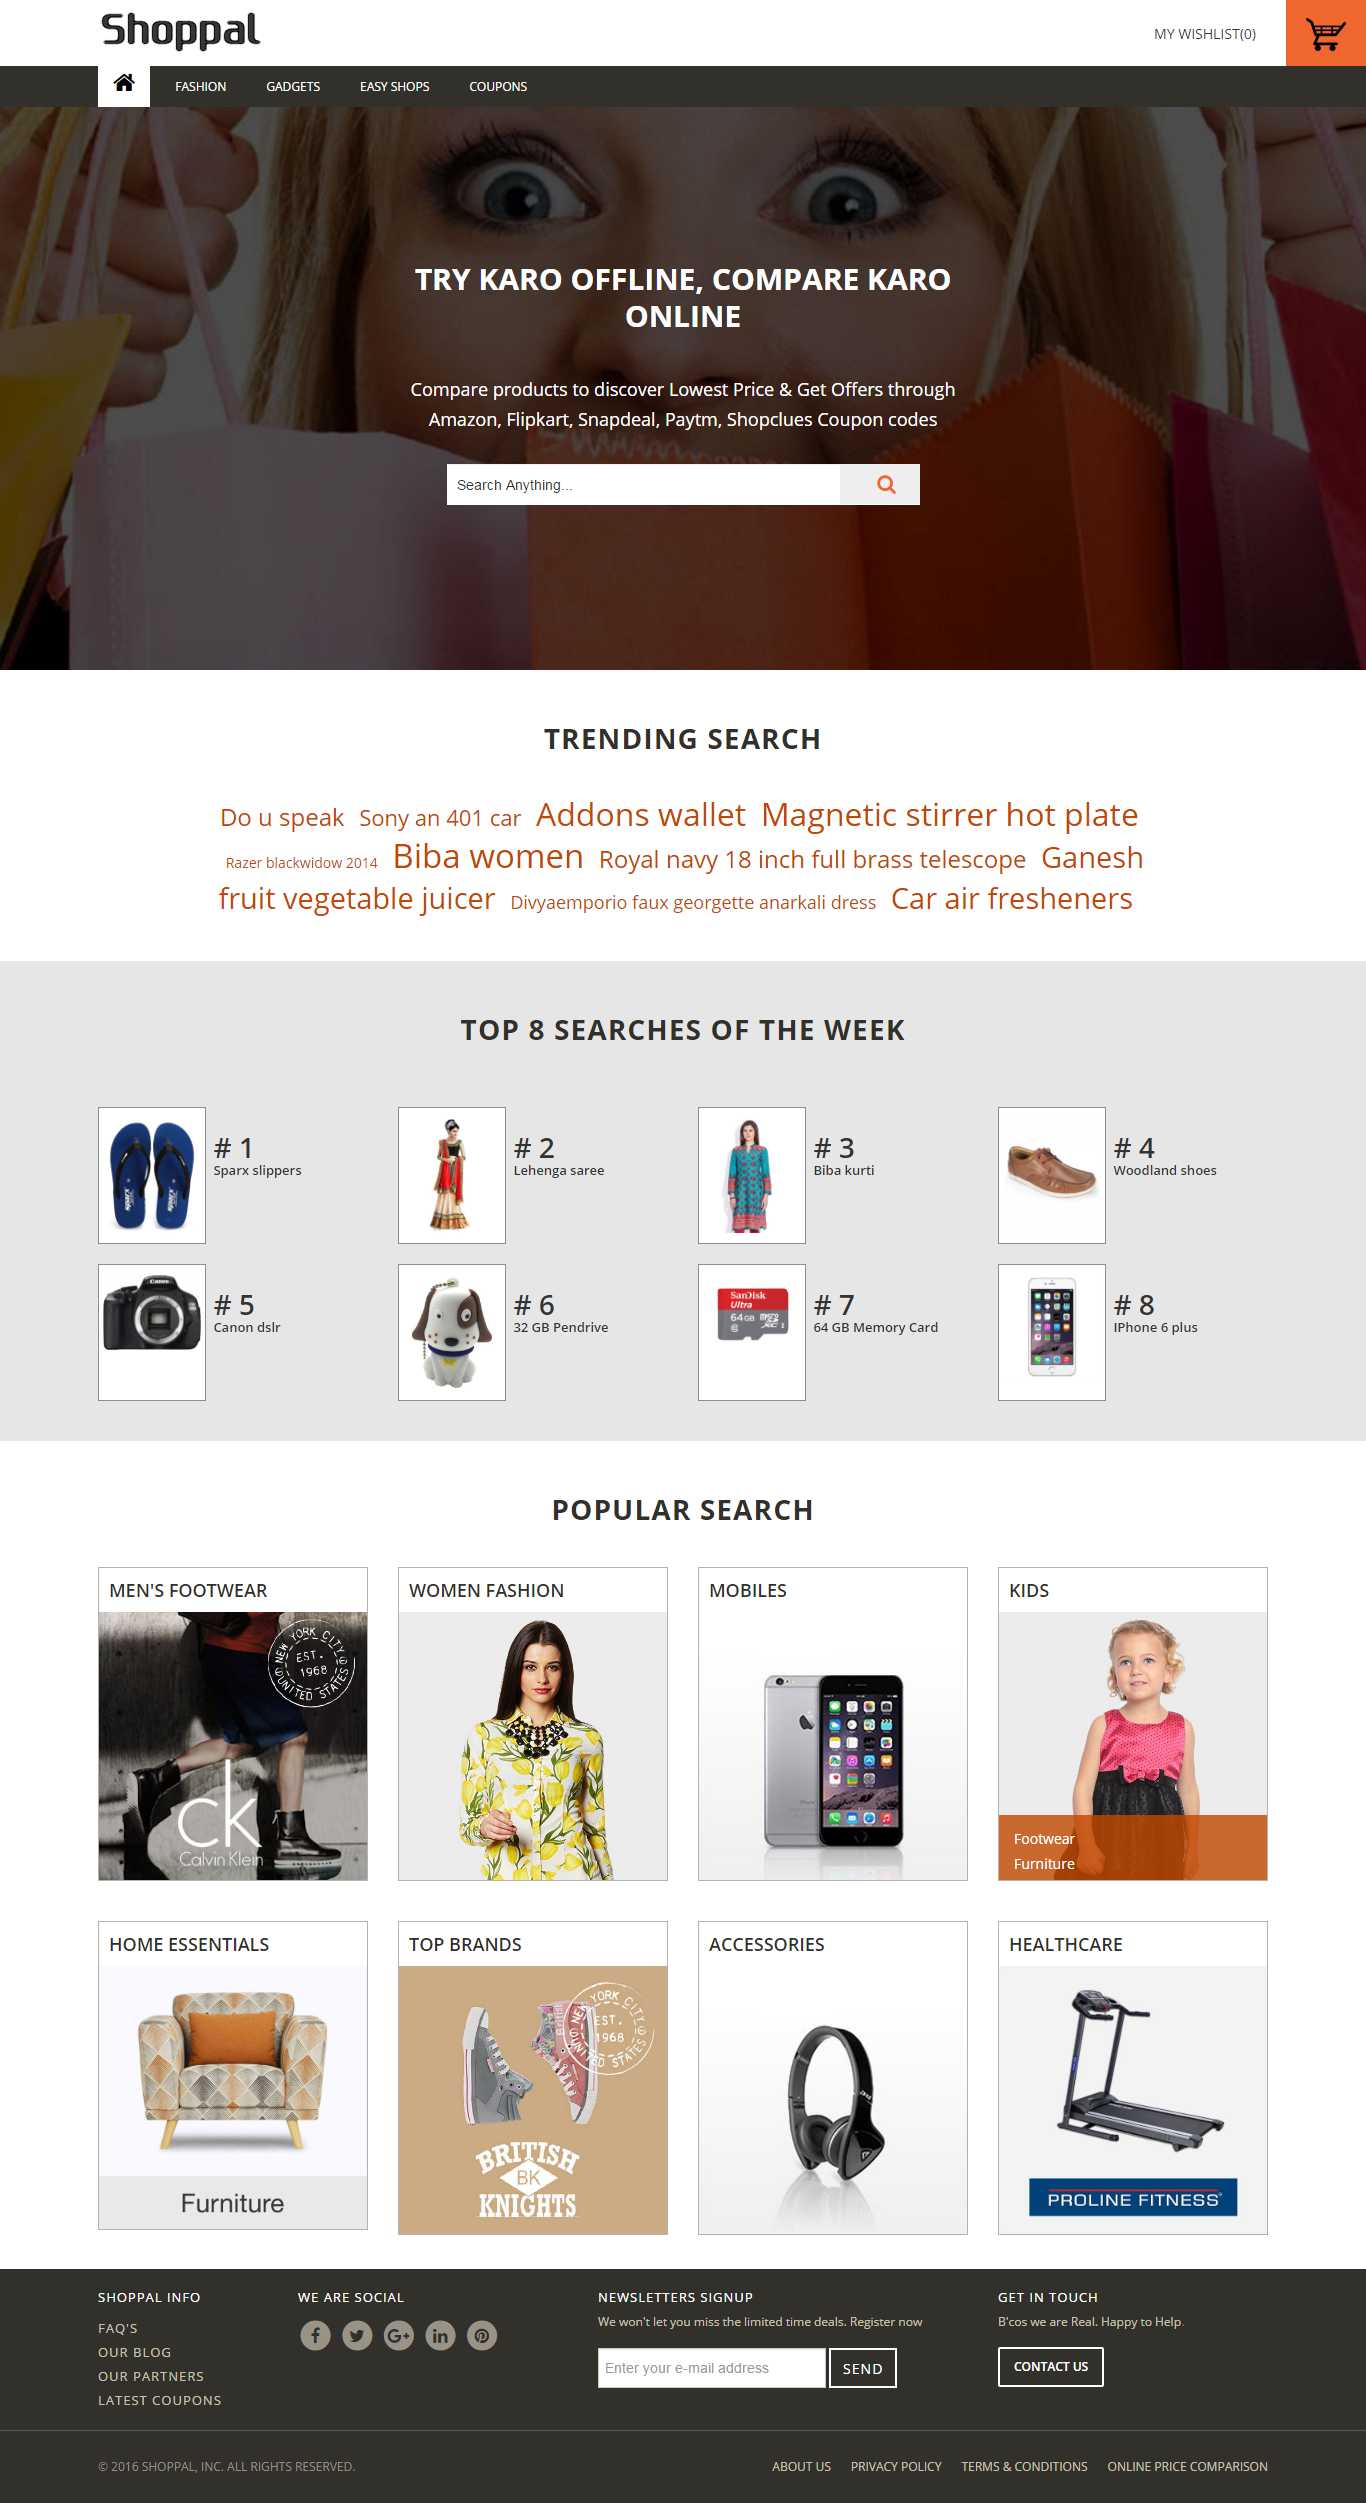 Shoppal
MY WISHLIST(0)
FASHION GADGETS EASY SHOPS COUPONS
TRY KARO OFFLINE, COMPARE KARO
ONLINE
Compare products to discover Lowest Price & Get Offers through
Amazon, Flipkart, Snapdeal, Paytm, Shopclues Coupon codes
Search Anything...
TRENDING SEARCH
Do u speak Sony an 401 car Addons wallet Magnetic stirrer hot plate
Razer blackwidow 2014 Biba women Royal navy 18 inch full brass telescope Ganesh
fruit vegetable juicer Divyaemporio faux georgette anarkali dress Car air fresheners
TOP 8 SEARCHES OF THE WEEK
# 1
Sparx slippers
# 2
Lehenga saree
# 3
Biba kurti
# 4
Woodland shoes
Canon
# 5
Canon dslr
# 6
32 GB Pendrive
SanDisk
Ultra
64GB
# 7
64 GB Memory Card
# 8
IPhone 6 plus
POPULAR SEARCH
MEN'S FOOTWEAR
NEW YORK CITY
EST.
1968
UNITED STATES
ck
Calvin Klein
WOMEN FASHION
MOBILES
KIDS
Footwear
Furniture
HOME ESSENTIALS
Furniture
TOP BRANDS
NEW YORK CITY
EST.
1968
UNITED STATES
BRITISH
BK
KNIGHTS
ACCESSORIES
HEALTHCARE
PROLINE FITNESS
SHOPPAL INFO
FAQ'S
OUR BLOG
OUR PARTNERS
LATEST COUPONS
WE ARE SOCIAL
NEWSLETTERS SIGNUP
We won't let you miss the limited time deals. Register now
Enter your e-mail address SEND
GET IN TOUCH
B'cos we are Real. Happy to Help.
CONTACT US
© 2016 SHOPPAL, INC. ALL RIGHTS RESERVED.
ABOUT US PRIVACY POLICY TERMS & CONDITIONS ONLINE PRICE COMPARISON